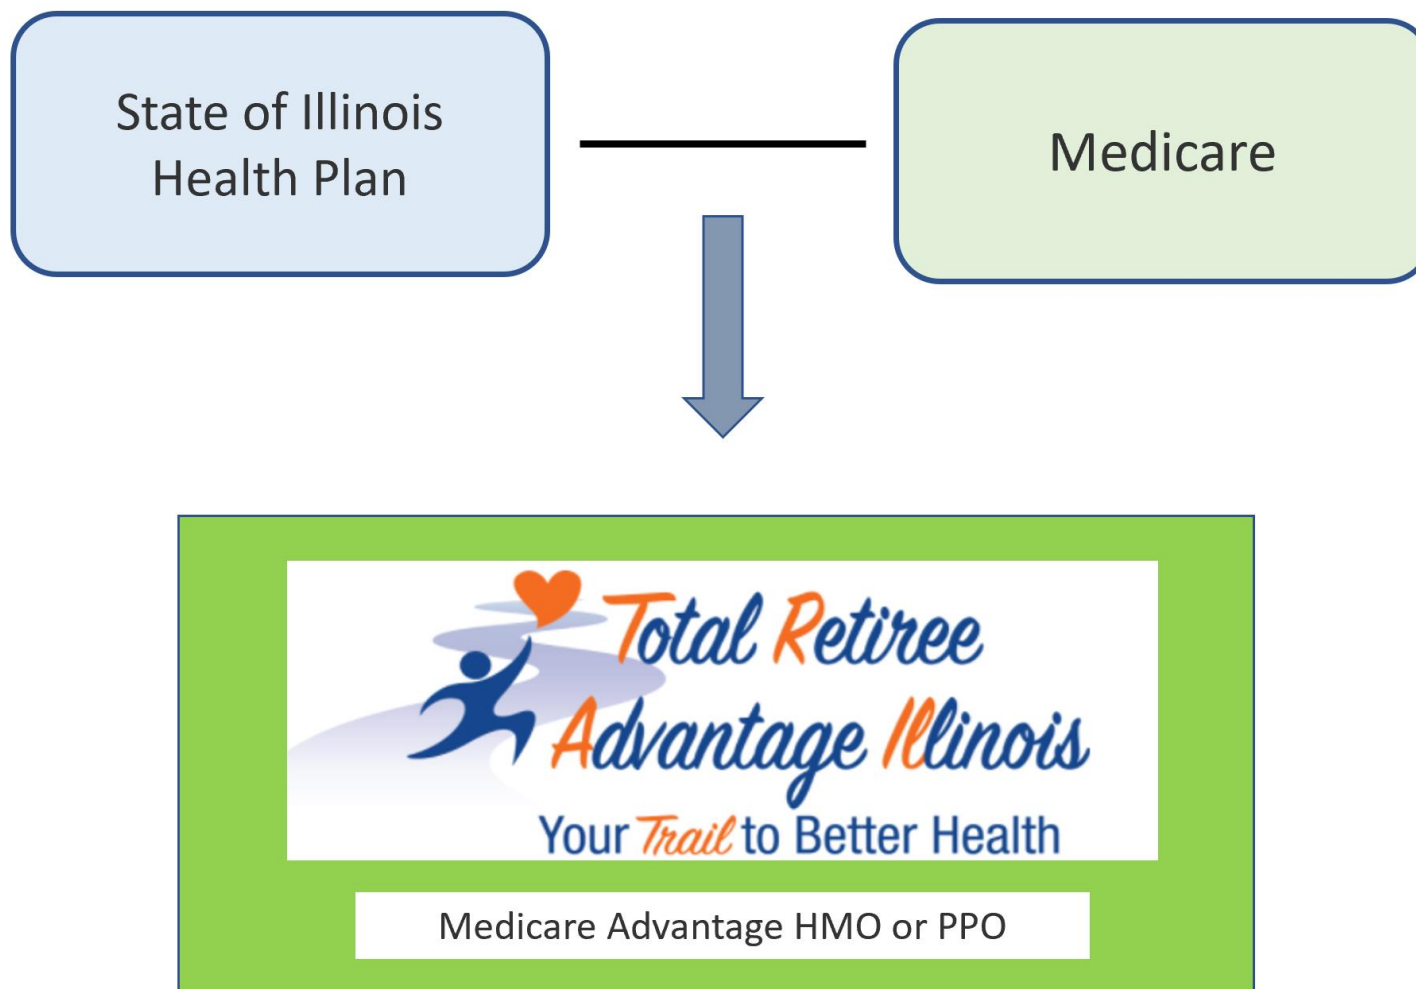 State of Illinois
Health Plan
Medicare
Total Retiree
Advantage Illinois
Your Trail to Better Health
Medicare Advantage HMO or PPO